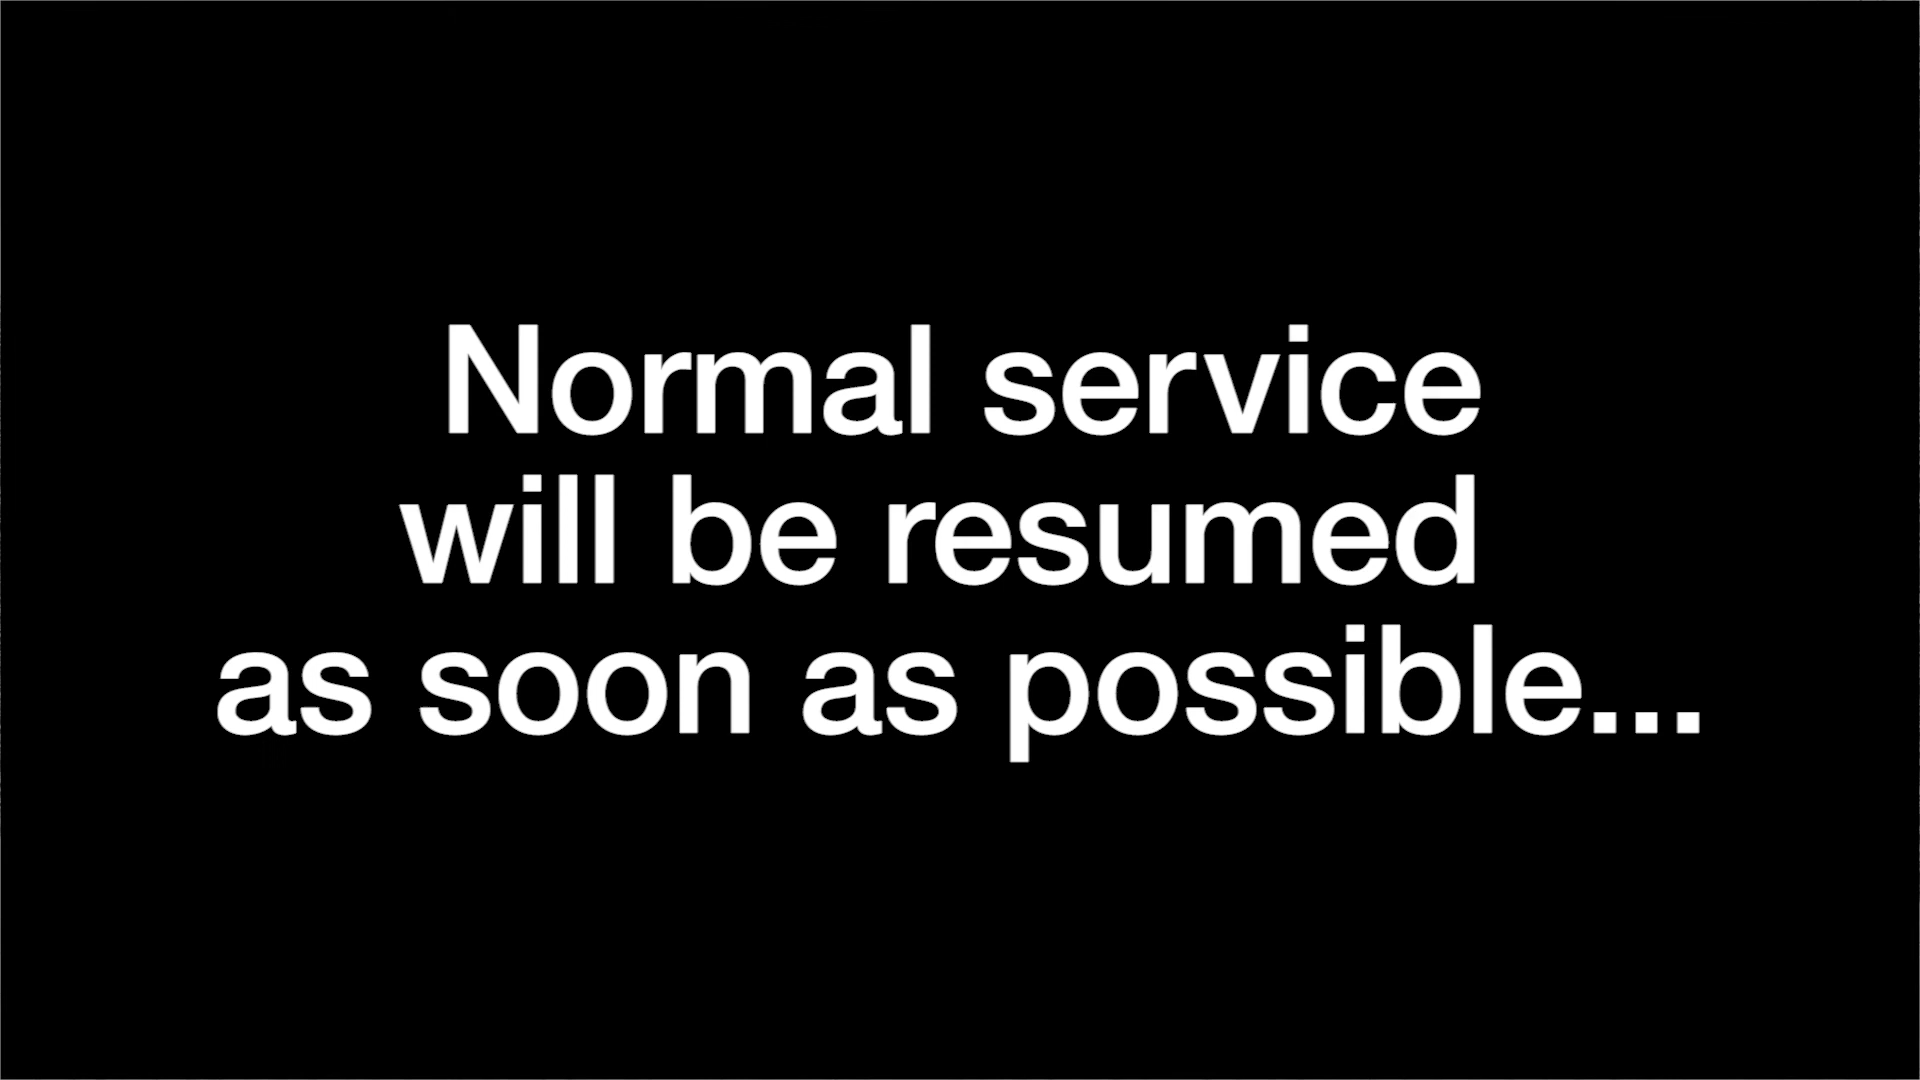 Normal service
will be resumed
as soon as possible...